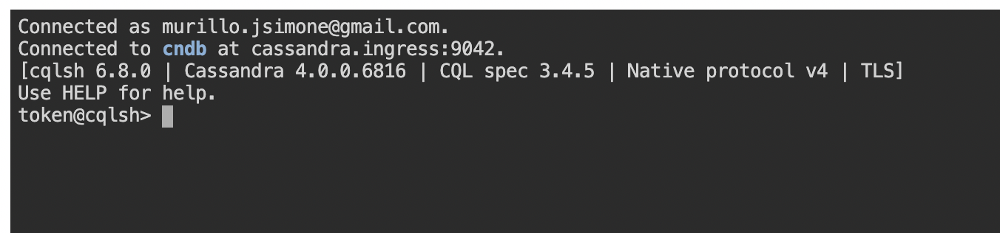 Connected as murillo.jsimone@gmail.com.
Connected to cndb at cassandra.ingress:9042.
[cqlsh 6.8.0 | Cassandra 4.0.0.6816 | CQL spec 3.4.5 | Native protocol v4 | TLS]
Use HELP for help.
token@cqlsh>